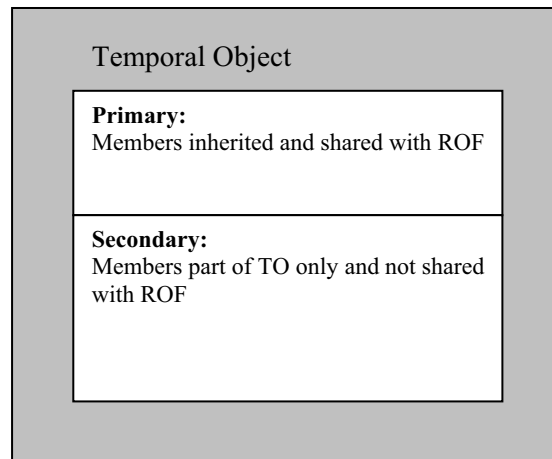 Temporal Object
Primary:
Members inherited and shared with ROF
Secondary:
Members part of TO only and not shared
with ROF